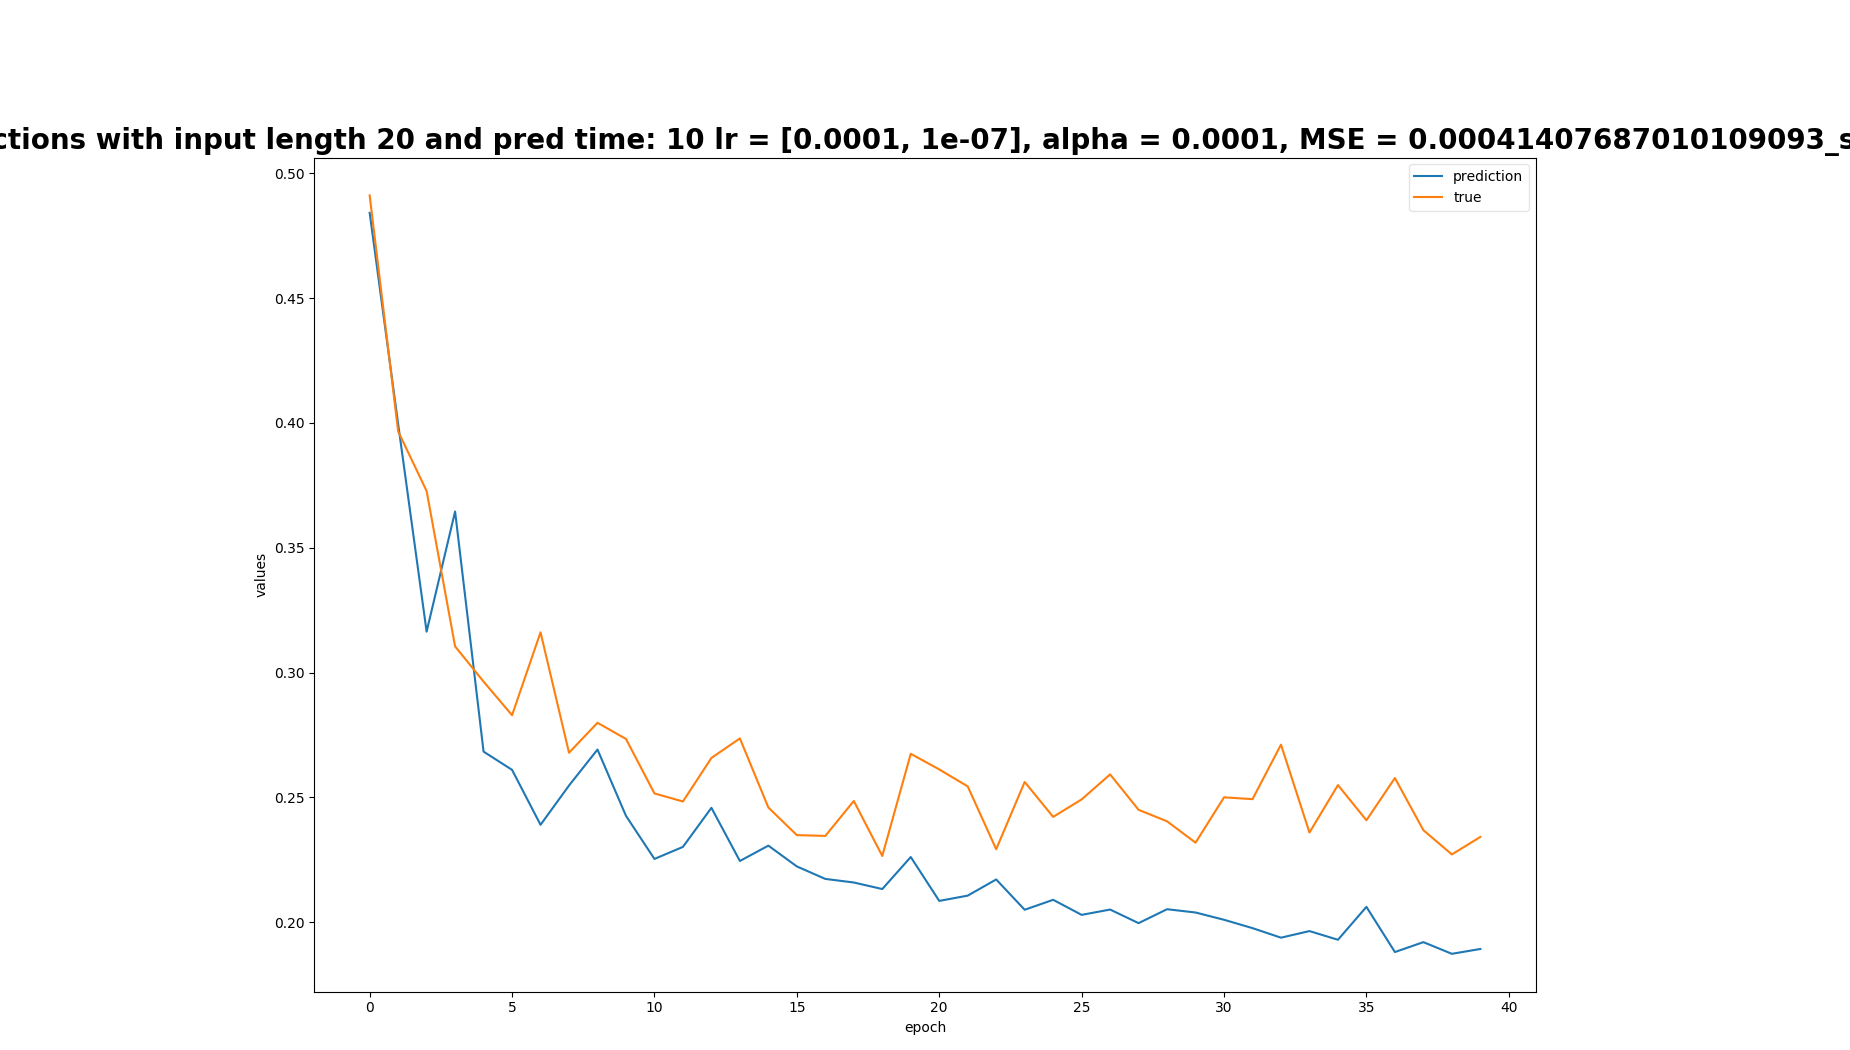 ctions with input length 20 and pred time: 10 lr = [0.0001, 1e-07], alpha = 0.0001, MSE = 0.00041407687010109093_s
prediction
true
0.50
0.45
0.40
0.35
0.30
0.25
0.20
values
0 5 10 15 20 25 30 35 40
epoch